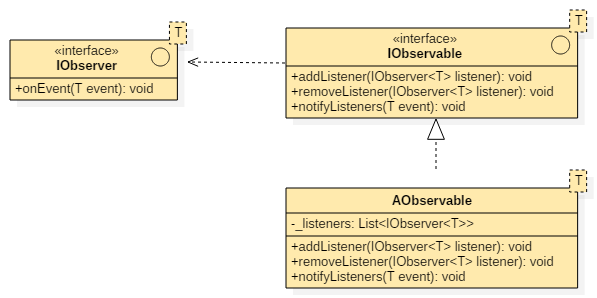 T
«interface»
IObserver
+onEvent(T event): void
T
«interface»
IObservable
+addListener(IObserver<T> listener): void
+removeListener(IObserver<T> listener): void
+notifyListeners(T event): void
T
AObservable
-_listeners: List<IObserver<T>>
+addListener(IObserver<T> listener): void
+removeListener(IObserver<T> listener): void
+notifyListeners(T event): void